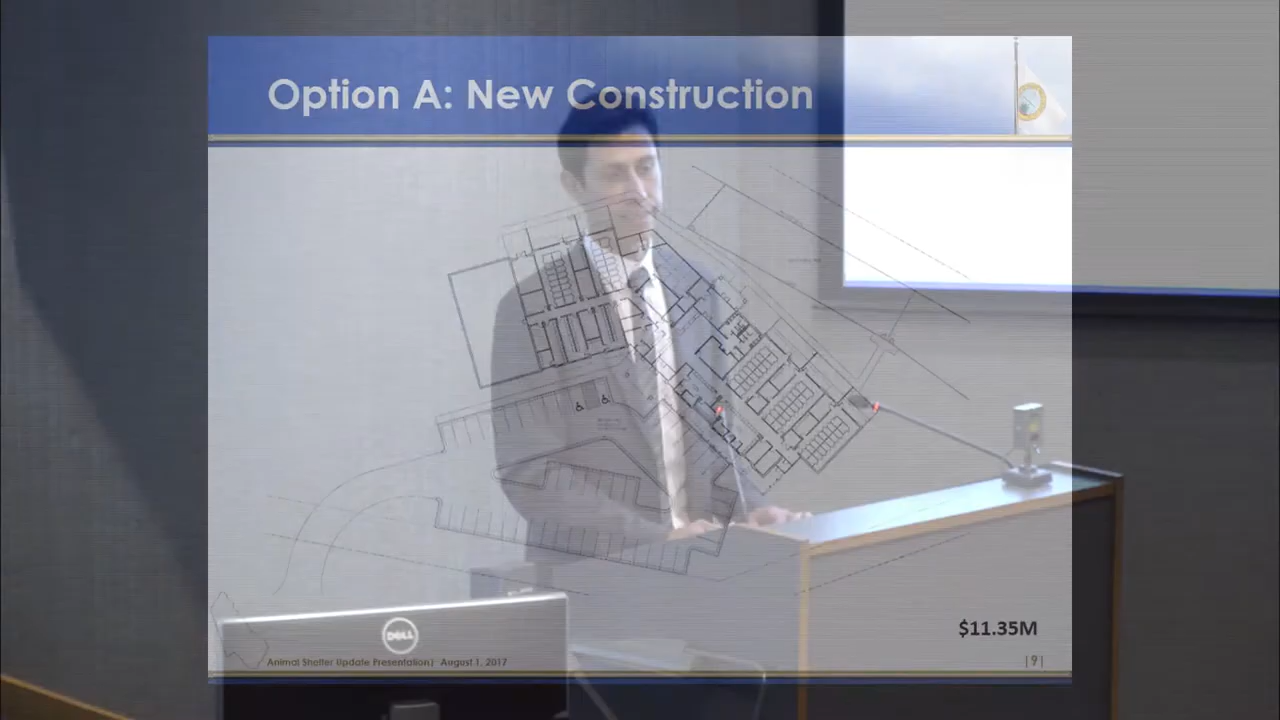 Option A: New Construction
$11.35M
DELL
Animal Shelter Update Presentation| August 1, 2017
|9|